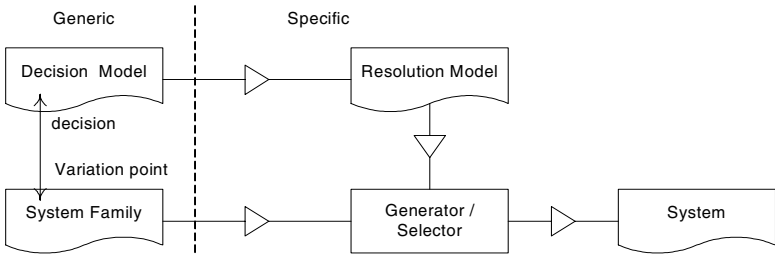 Generic
Specific
Decision Model
Resolution Model
decision
Variation point
System Family
Generator /
Selector
System